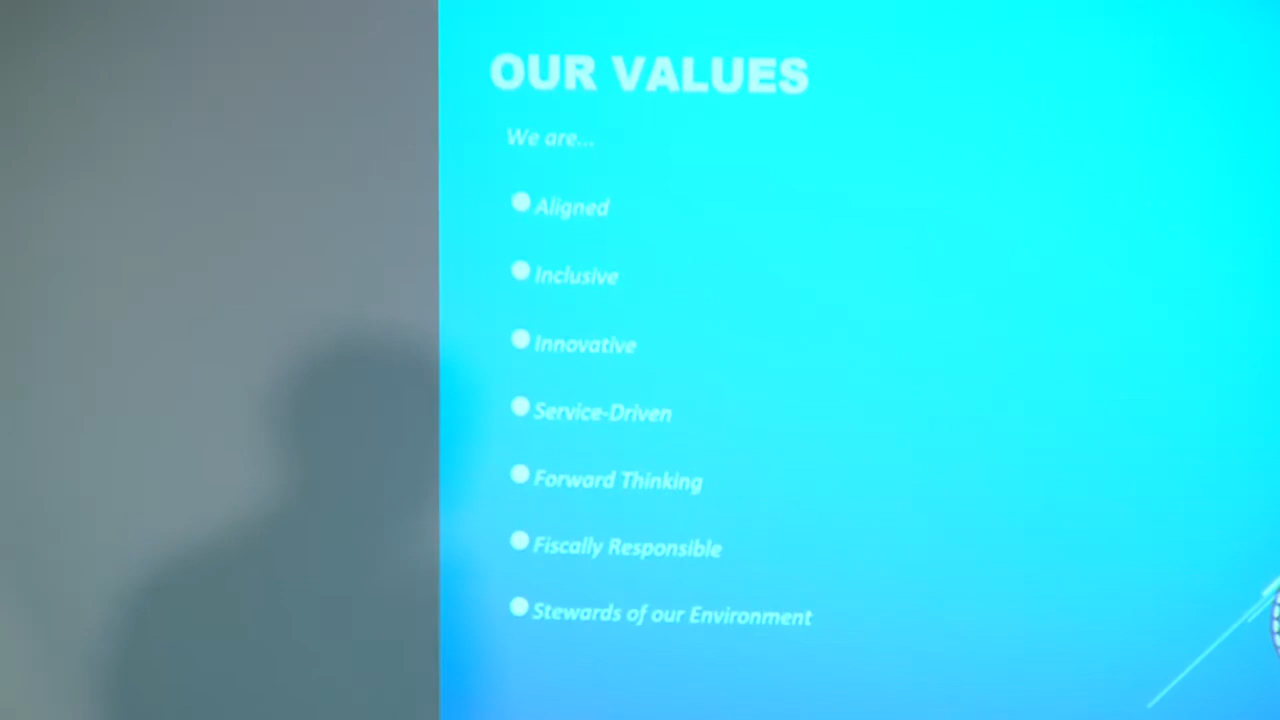 OUR VALUES
We are...
Aligned
Inclusive
Innovative
Service-Driven
Forward Thinking
Fiscally Responsible
Stewards of our Environment